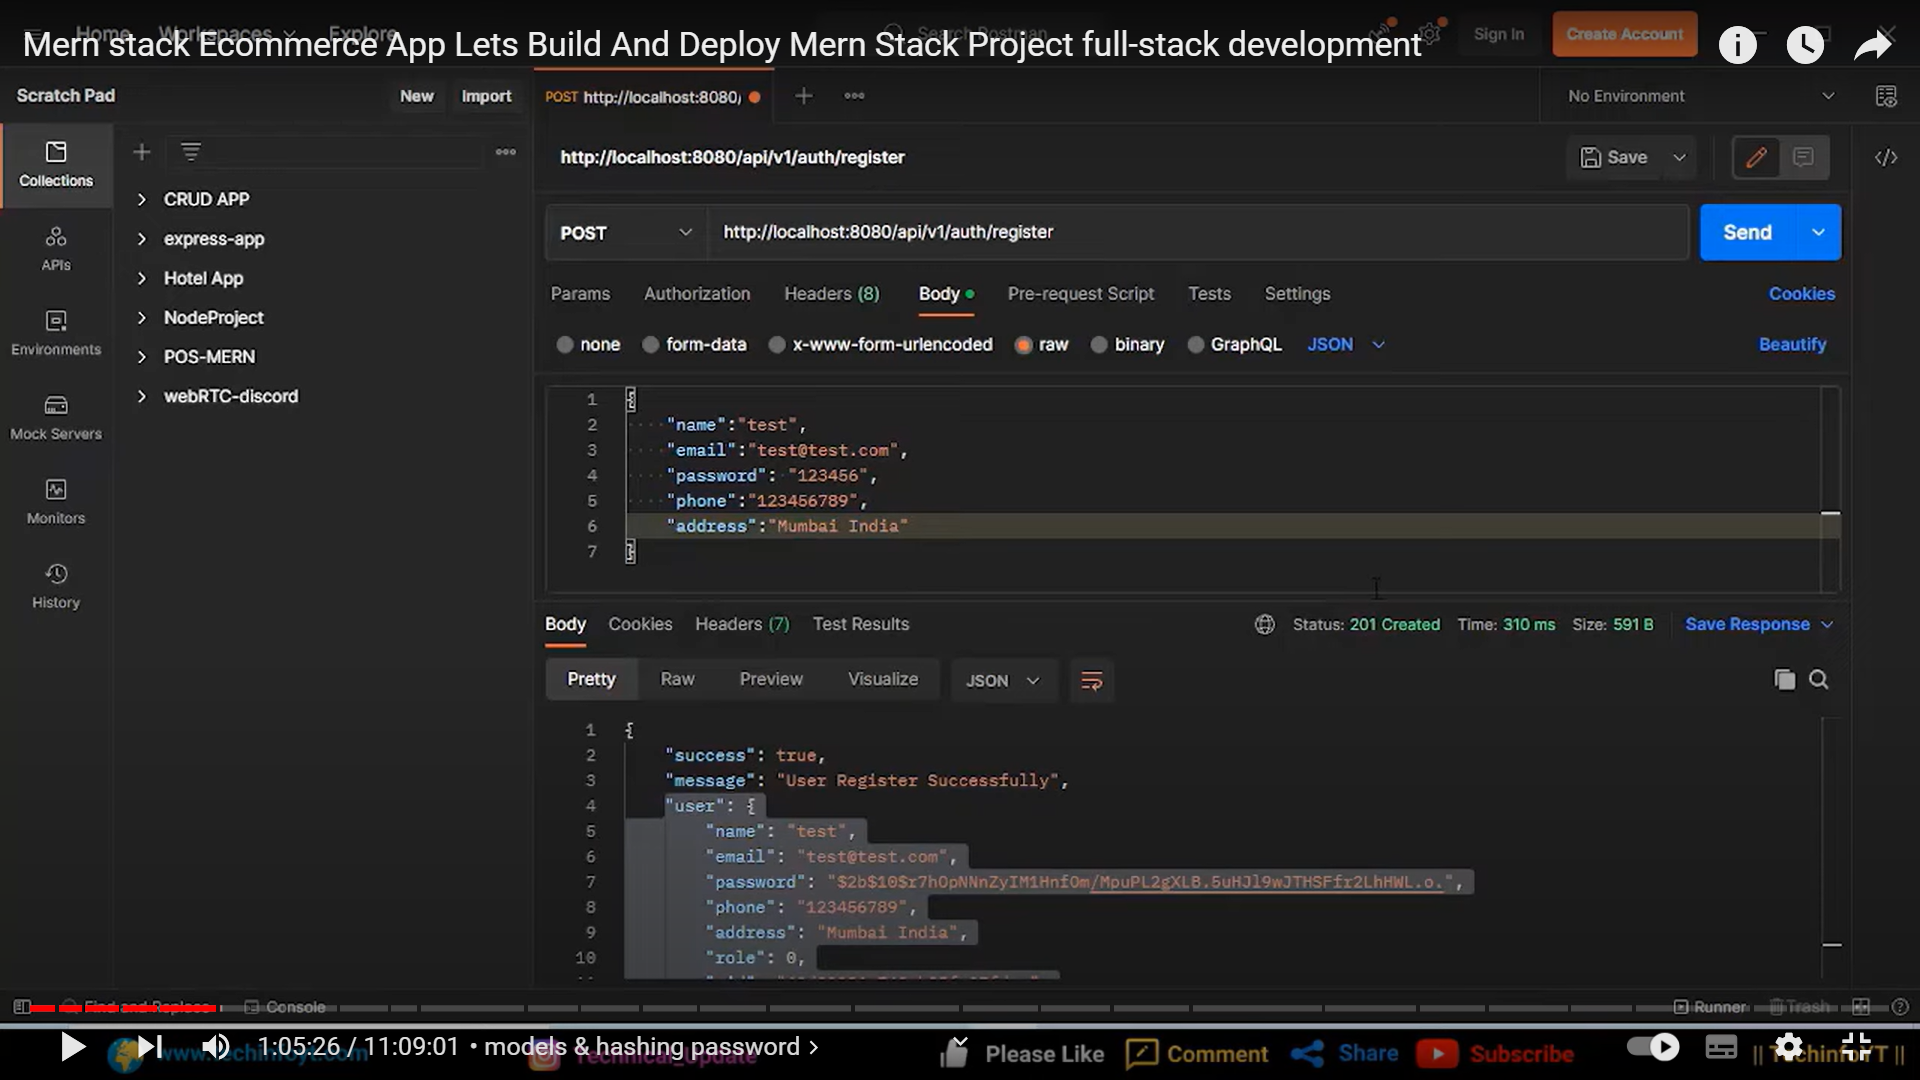 Mern stack Ecommerce App Lets Build And Deploy Mern Stack Project full-stack development
Home Workspaces Explore Search Postman Sign In Create Account
Scratch Pad New Import POST http://localhost:8080/ No Environment
Collections
APIs
Environments
Mock Servers
Monitors
History
CRUD APP
express-app
Hotel App
NodeProject
POS-MERN
webRTC-discord
http://localhost:8080/api/v1/auth/register Save
POST http://localhost:8080/api/v1/auth/register Send
Params Authorization Headers (8) Body Pre-request Script Tests Settings Cookies
none form-data x-www-form-urlencoded raw binary GraphQL JSON Beautify
1 {
2 "name":"test",
3 "email":"test@test.com",
4 "password": "123456",
5 "phone":"123456789",
6 "address":"Mumbai India"
7 }
Body Cookies Headers (7) Test Results Status: 201 Created Time: 310 ms Size: 591 B Save Response
Pretty Raw Preview Visualize JSON
1 {
2 "success": true,
3 "message": "User Register Successfully",
4 "user": {
5 "name": "test",
6 "email": "test@test.com",
7 "password": "$2b$10$r7hOpNNnZyIM1HnfOm/MpuPL2gXLB.5uHJl9wJTHSFfr2LhHWL.o.",
8 "phone": "123456789",
9 "address": "Mumbai India",
10 "role": 0,
Find and Replace Console Runner Trash
1:05:26 / 11:09:01 • models & hashing password
Technical_Update Please Like Comment Share Subscribe || TechinfoYT ||